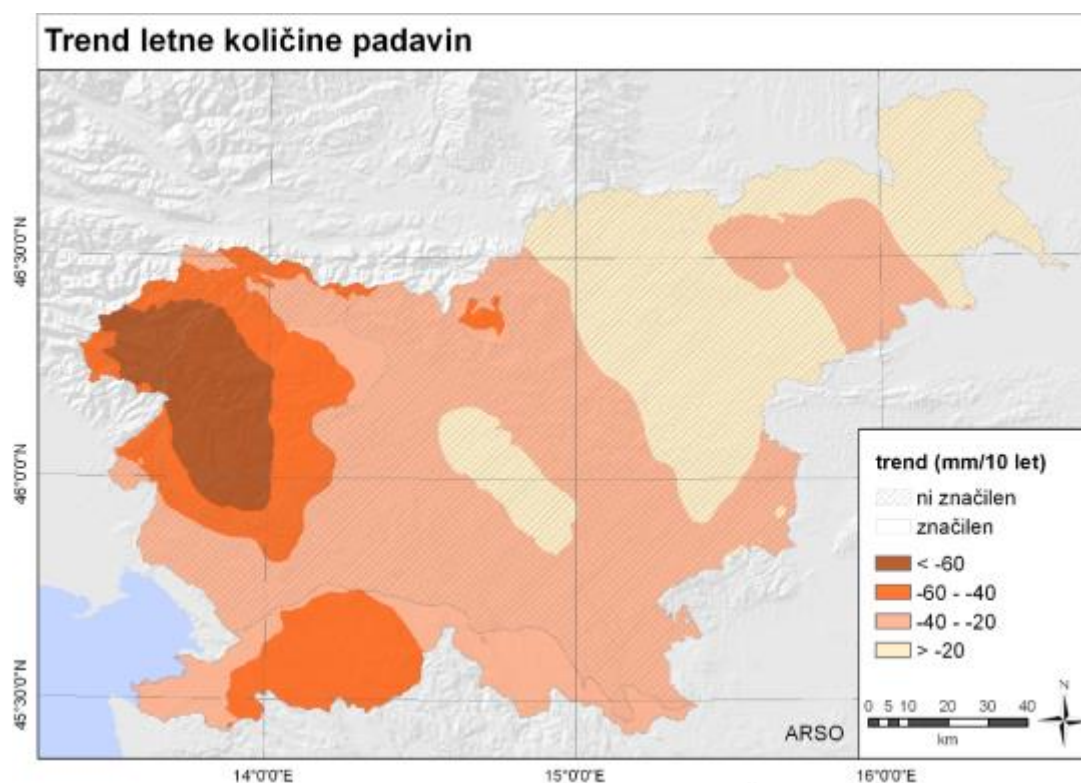 Trend letne količine padavin
46°30'0"N
46°0'0"N
45°30'0"N
trend (mm/10 let)
ni značilen
značilen
< -60
-60 - -40
-40 - -20
> -20
0 5 10 20 30 40
km
N
ARSO
14°0'0"E
15°0'0"E
16°0'0"E